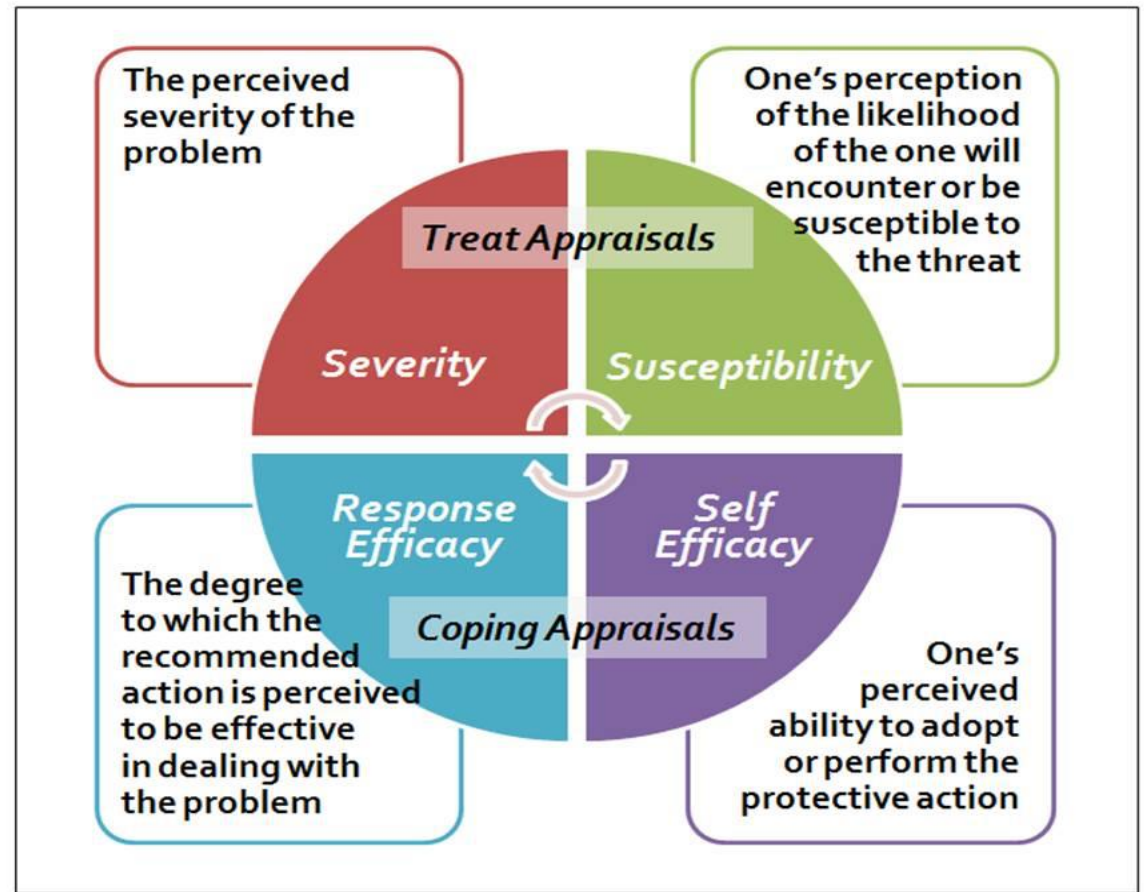 The perceived
severity of the
problem
One's perception
of the likelihood
of the one will
encounter or be
susceptible to
the threat
Treat Appraisals
Severity
Susceptibility
Response
Efficacy
Self
Efficacy
Coping Appraisals
The degree
to which the
recommended
action is perceived
to be effective
in dealing with
the problem
One's
perceived
ability to adopt
or perform the
protective action